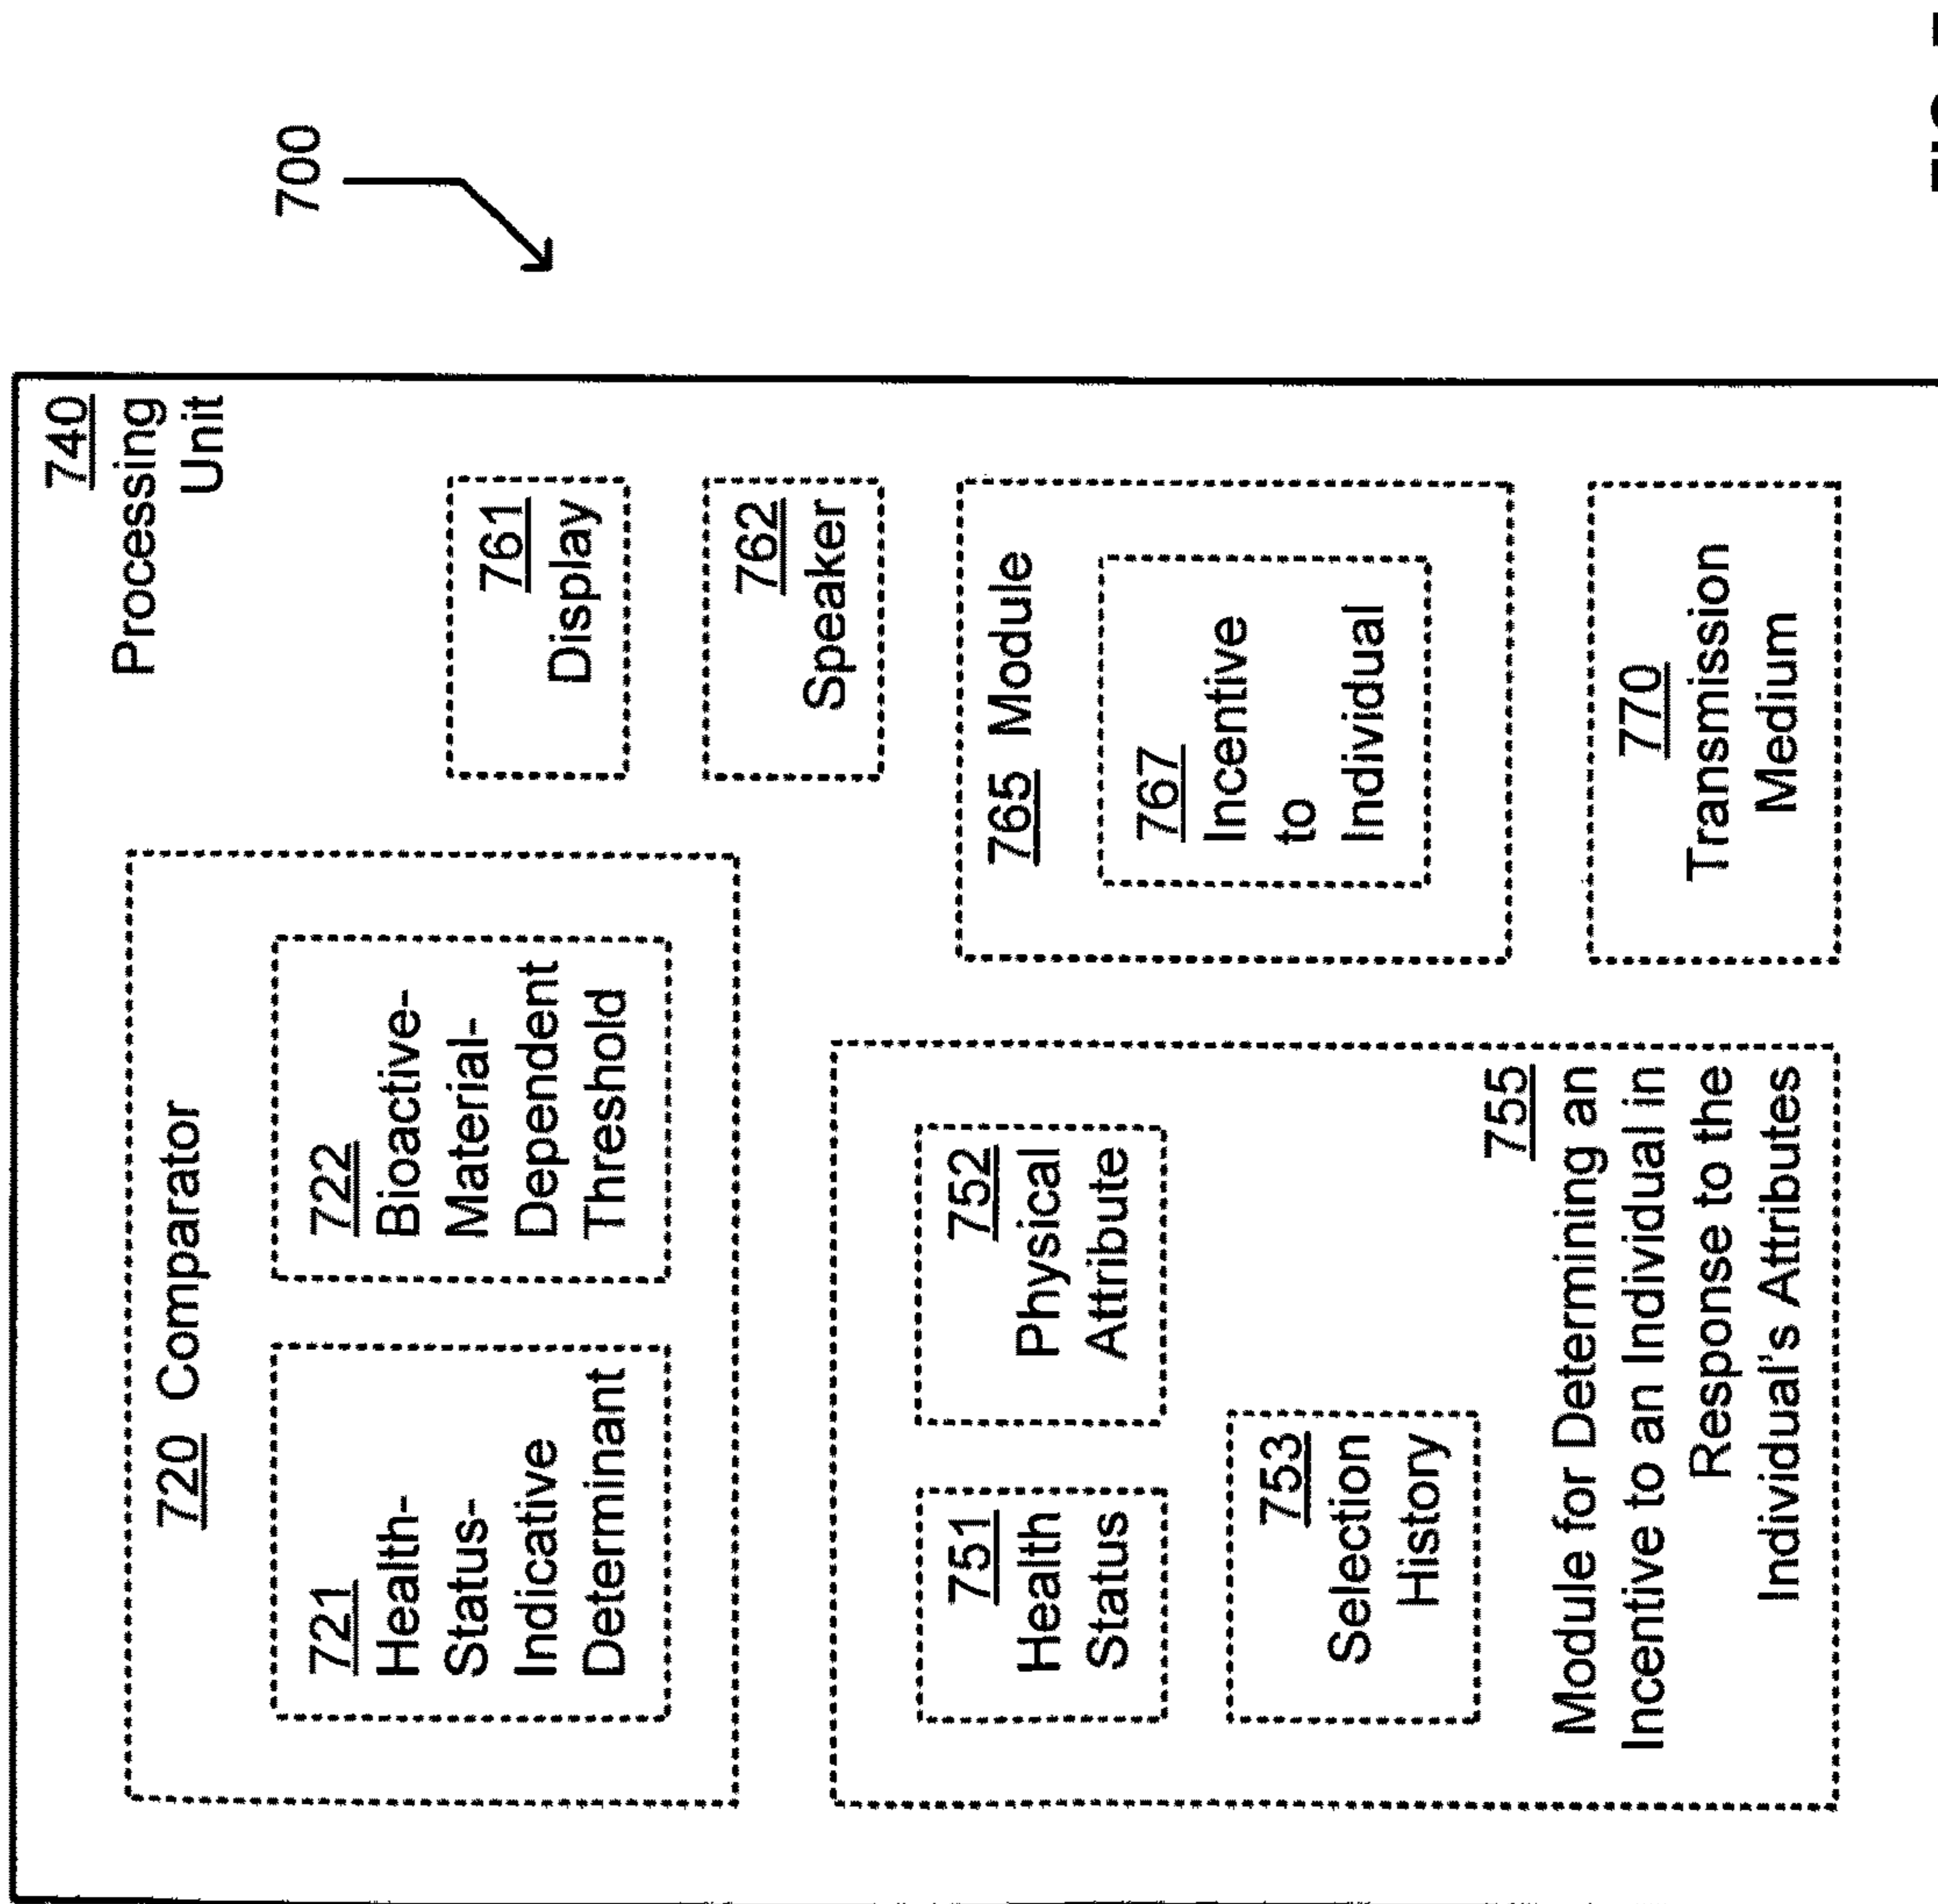 700
740
Processing
Unit
720 Comparator
721
Health-
Status-
Indicative
Determinant
722
Bioactive-
Material-
Dependent
Threshold
761
Display
762
Speaker
751
Health
Status
752
Physical
Attribute
753
Selection
History
755
Module for Determining an
Incentive to an Individual in
Response to the
Individual's Attributes
765 Module
767
Incentive
to
Individual
770
Transmission
Medium